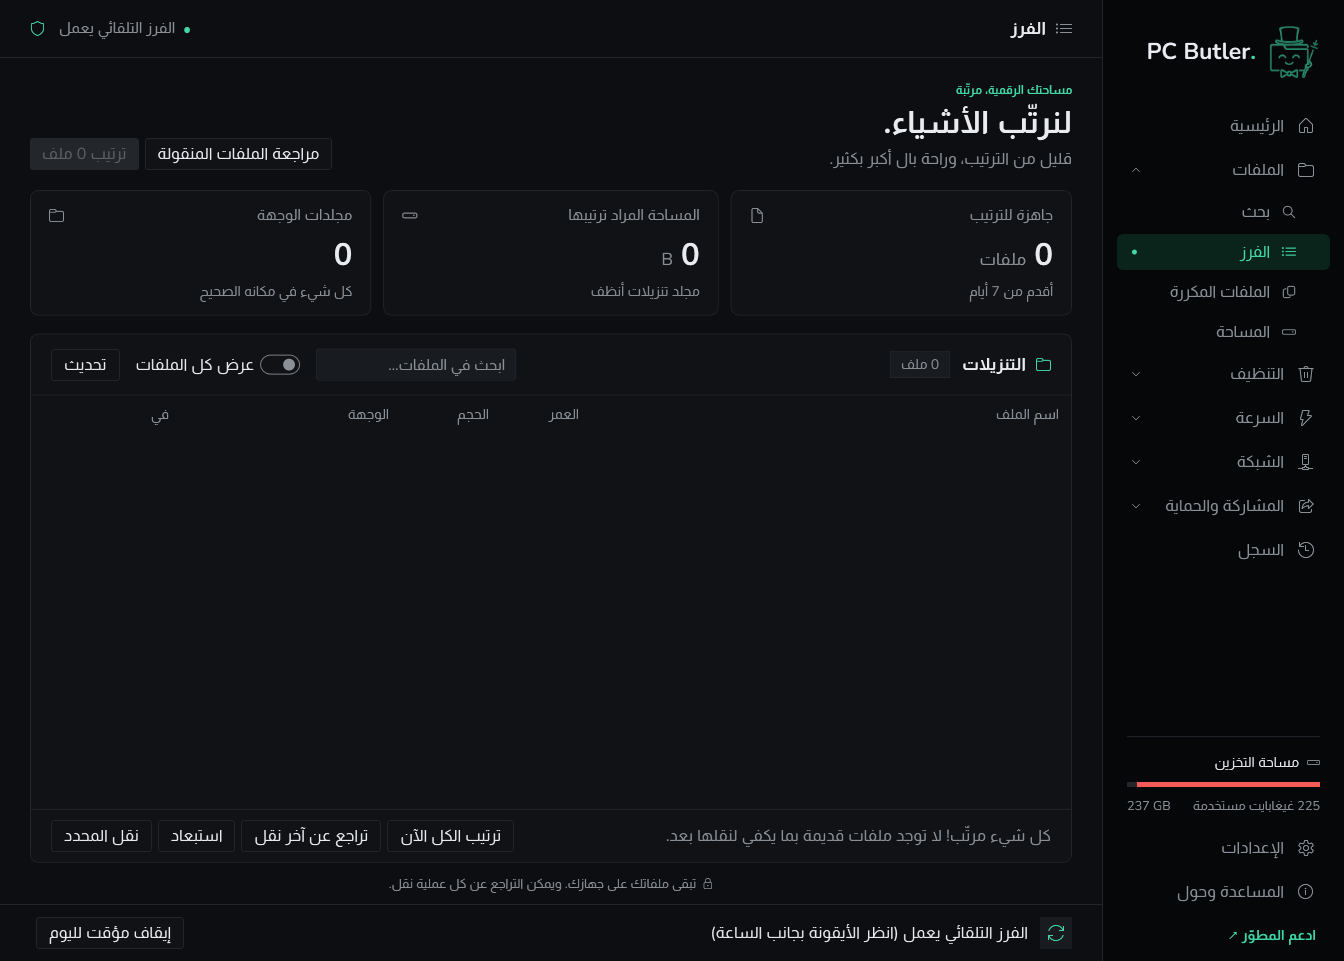 PC Butler.
الرئيسية
الملفات
بحث
الفرز
الملفات المكررة
المساحة
التنظيف
السرعة
الشبكة
المشاركة والحماية
السجل
مساحة التخزين
225 غيغابايت مستخدمة 237 GB
الإعدادات
المساعدة وحول
ادعم المطوّر ↗
الفرز
الفرز التلقائي يعمل
مساحتك الرقمية، مرتّبة
لنرتّب الأشياء.
قليل من الترتيب، وراحة بال أكبر بكثير.
مراجعة الملفات المنقولة
ترتيب 0 ملف
جاهزة للترتيب
0 ملفات
أقدم من 7 أيام
المساحة المراد ترتيبها
0 B
مجلد تنزيلات أنظف
مجلدات الوجهة
0
كل شيء في مكانه الصحيح
التنزيلات
0 ملف
ابحث في الملفات...
عرض كل الملفات
تحديث
اسم الملف العمر الحجم الوجهة في
كل شيء مرتّب! لا توجد ملفات قديمة بما يكفي لنقلها بعد.
ترتيب الكل الآن
تراجع عن آخر نقل
استبعاد
نقل المحدد
تبقى ملفاتك على جهازك. ويمكن التراجع عن كل عملية نقل.
الفرز التلقائي يعمل (انظر الأيقونة بجانب الساعة)
إيقاف مؤقت لليوم